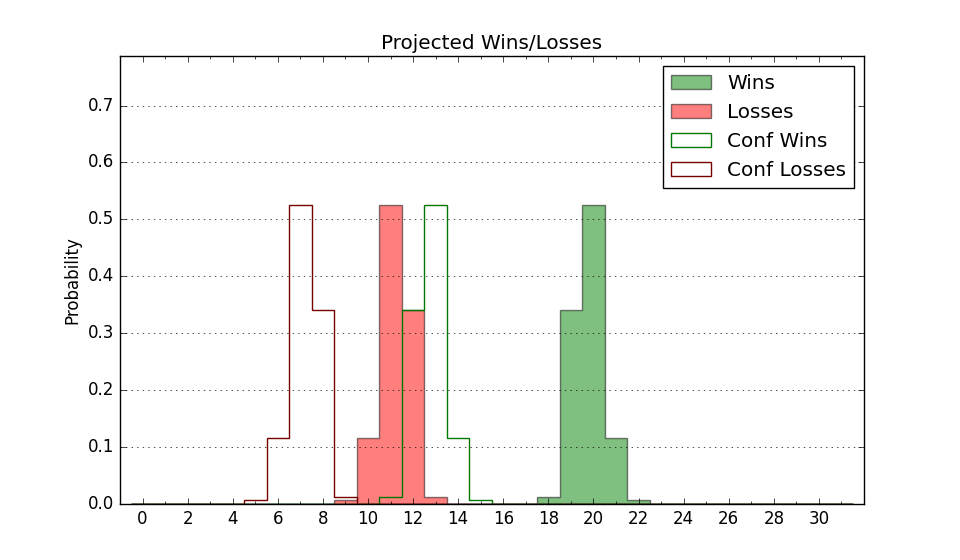 Projected Wins/Losses
Wins
Losses
Conf Wins
Conf Losses
Probability
0.7
0.6
0.5
0.4
0.3
0.2
0.1
0.0
0 2 4 6 8 10 12 14 16 18 20 22 24 26 28 30